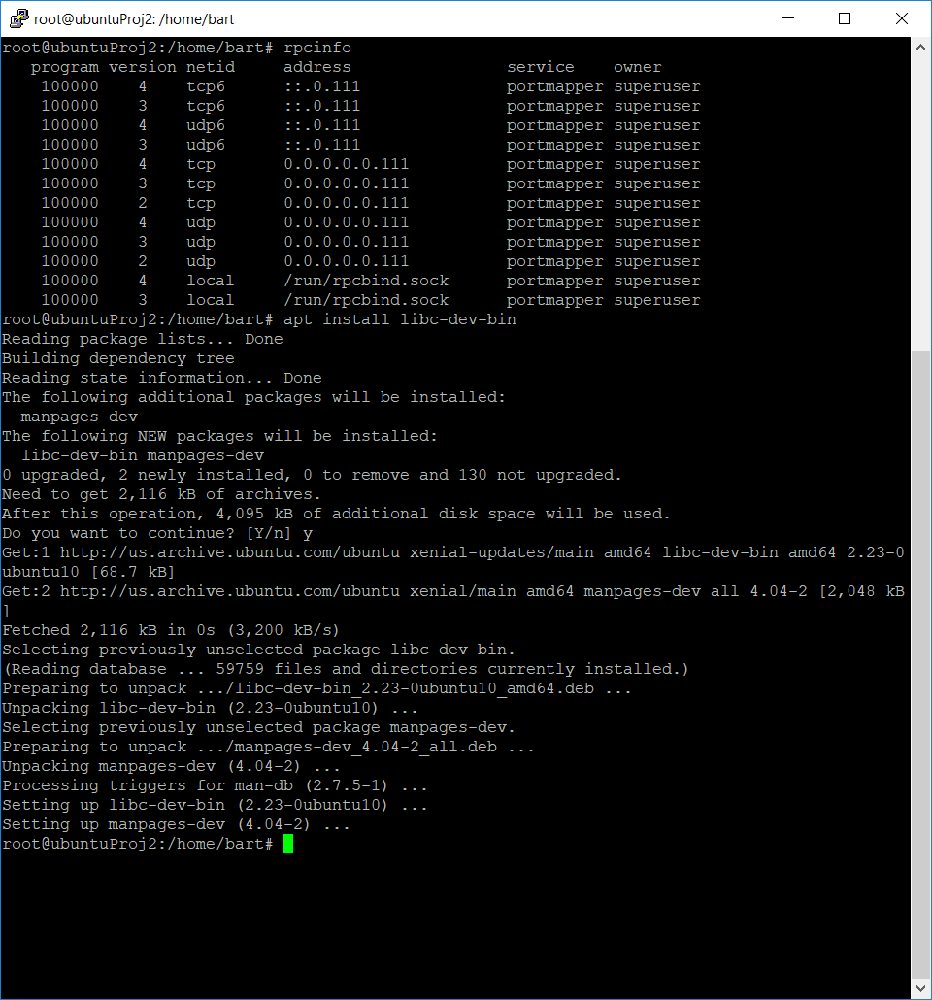 root@ubuntuProj2: /home/bart
root@ubuntuProj2:/home/bart# rpcinfo
   program version netid     address                service    owner
    100000    4    tcp6      ::.0.111               portmapper superuser
    100000    3    tcp6      ::.0.111               portmapper superuser
    100000    4    udp6      ::.0.111               portmapper superuser
    100000    3    udp6      ::.0.111               portmapper superuser
    100000    4    tcp       0.0.0.0.0.111          portmapper superuser
    100000    3    tcp       0.0.0.0.0.111          portmapper superuser
    100000    2    tcp       0.0.0.0.0.111          portmapper superuser
    100000    4    udp       0.0.0.0.0.111          portmapper superuser
    100000    3    udp       0.0.0.0.0.111          portmapper superuser
    100000    2    udp       0.0.0.0.0.111          portmapper superuser
    100000    4    local     /run/rpcbind.sock      portmapper superuser
    100000    3    local     /run/rpcbind.sock      portmapper superuser
root@ubuntuProj2:/home/bart# apt install libc-dev-bin
Reading package lists... Done
Building dependency tree
Reading state information... Done
The following additional packages will be installed:
  manpages-dev
The following NEW packages will be installed:
  libc-dev-bin manpages-dev
0 upgraded, 2 newly installed, 0 to remove and 130 not upgraded.
Need to get 2,116 kB of archives.
After this operation, 4,095 kB of additional disk space will be used.
Do you want to continue? [Y/n] y
Get:1 http://us.archive.ubuntu.com/ubuntu xenial-updates/main amd64 libc-dev-bin amd64 2.23-0
ubuntu10 [68.7 kB]
Get:2 http://us.archive.ubuntu.com/ubuntu xenial/main amd64 manpages-dev all 4.04-2 [2,048 kB
]
Fetched 2,116 kB in 0s (3,200 kB/s)
Selecting previously unselected package libc-dev-bin.
(Reading database ... 59759 files and directories currently installed.)
Preparing to unpack .../libc-dev-bin_2.23-0ubuntu10_amd64.deb ...
Unpacking libc-dev-bin (2.23-0ubuntu10) ...
Selecting previously unselected package manpages-dev.
Preparing to unpack .../manpages-dev_4.04-2_all.deb ...
Unpacking manpages-dev (4.04-2) ...
Processing triggers for man-db (2.7.5-1) ...
Setting up libc-dev-bin (2.23-0ubuntu10) ...
Setting up manpages-dev (4.04-2) ...
root@ubuntuProj2:/home/bart#